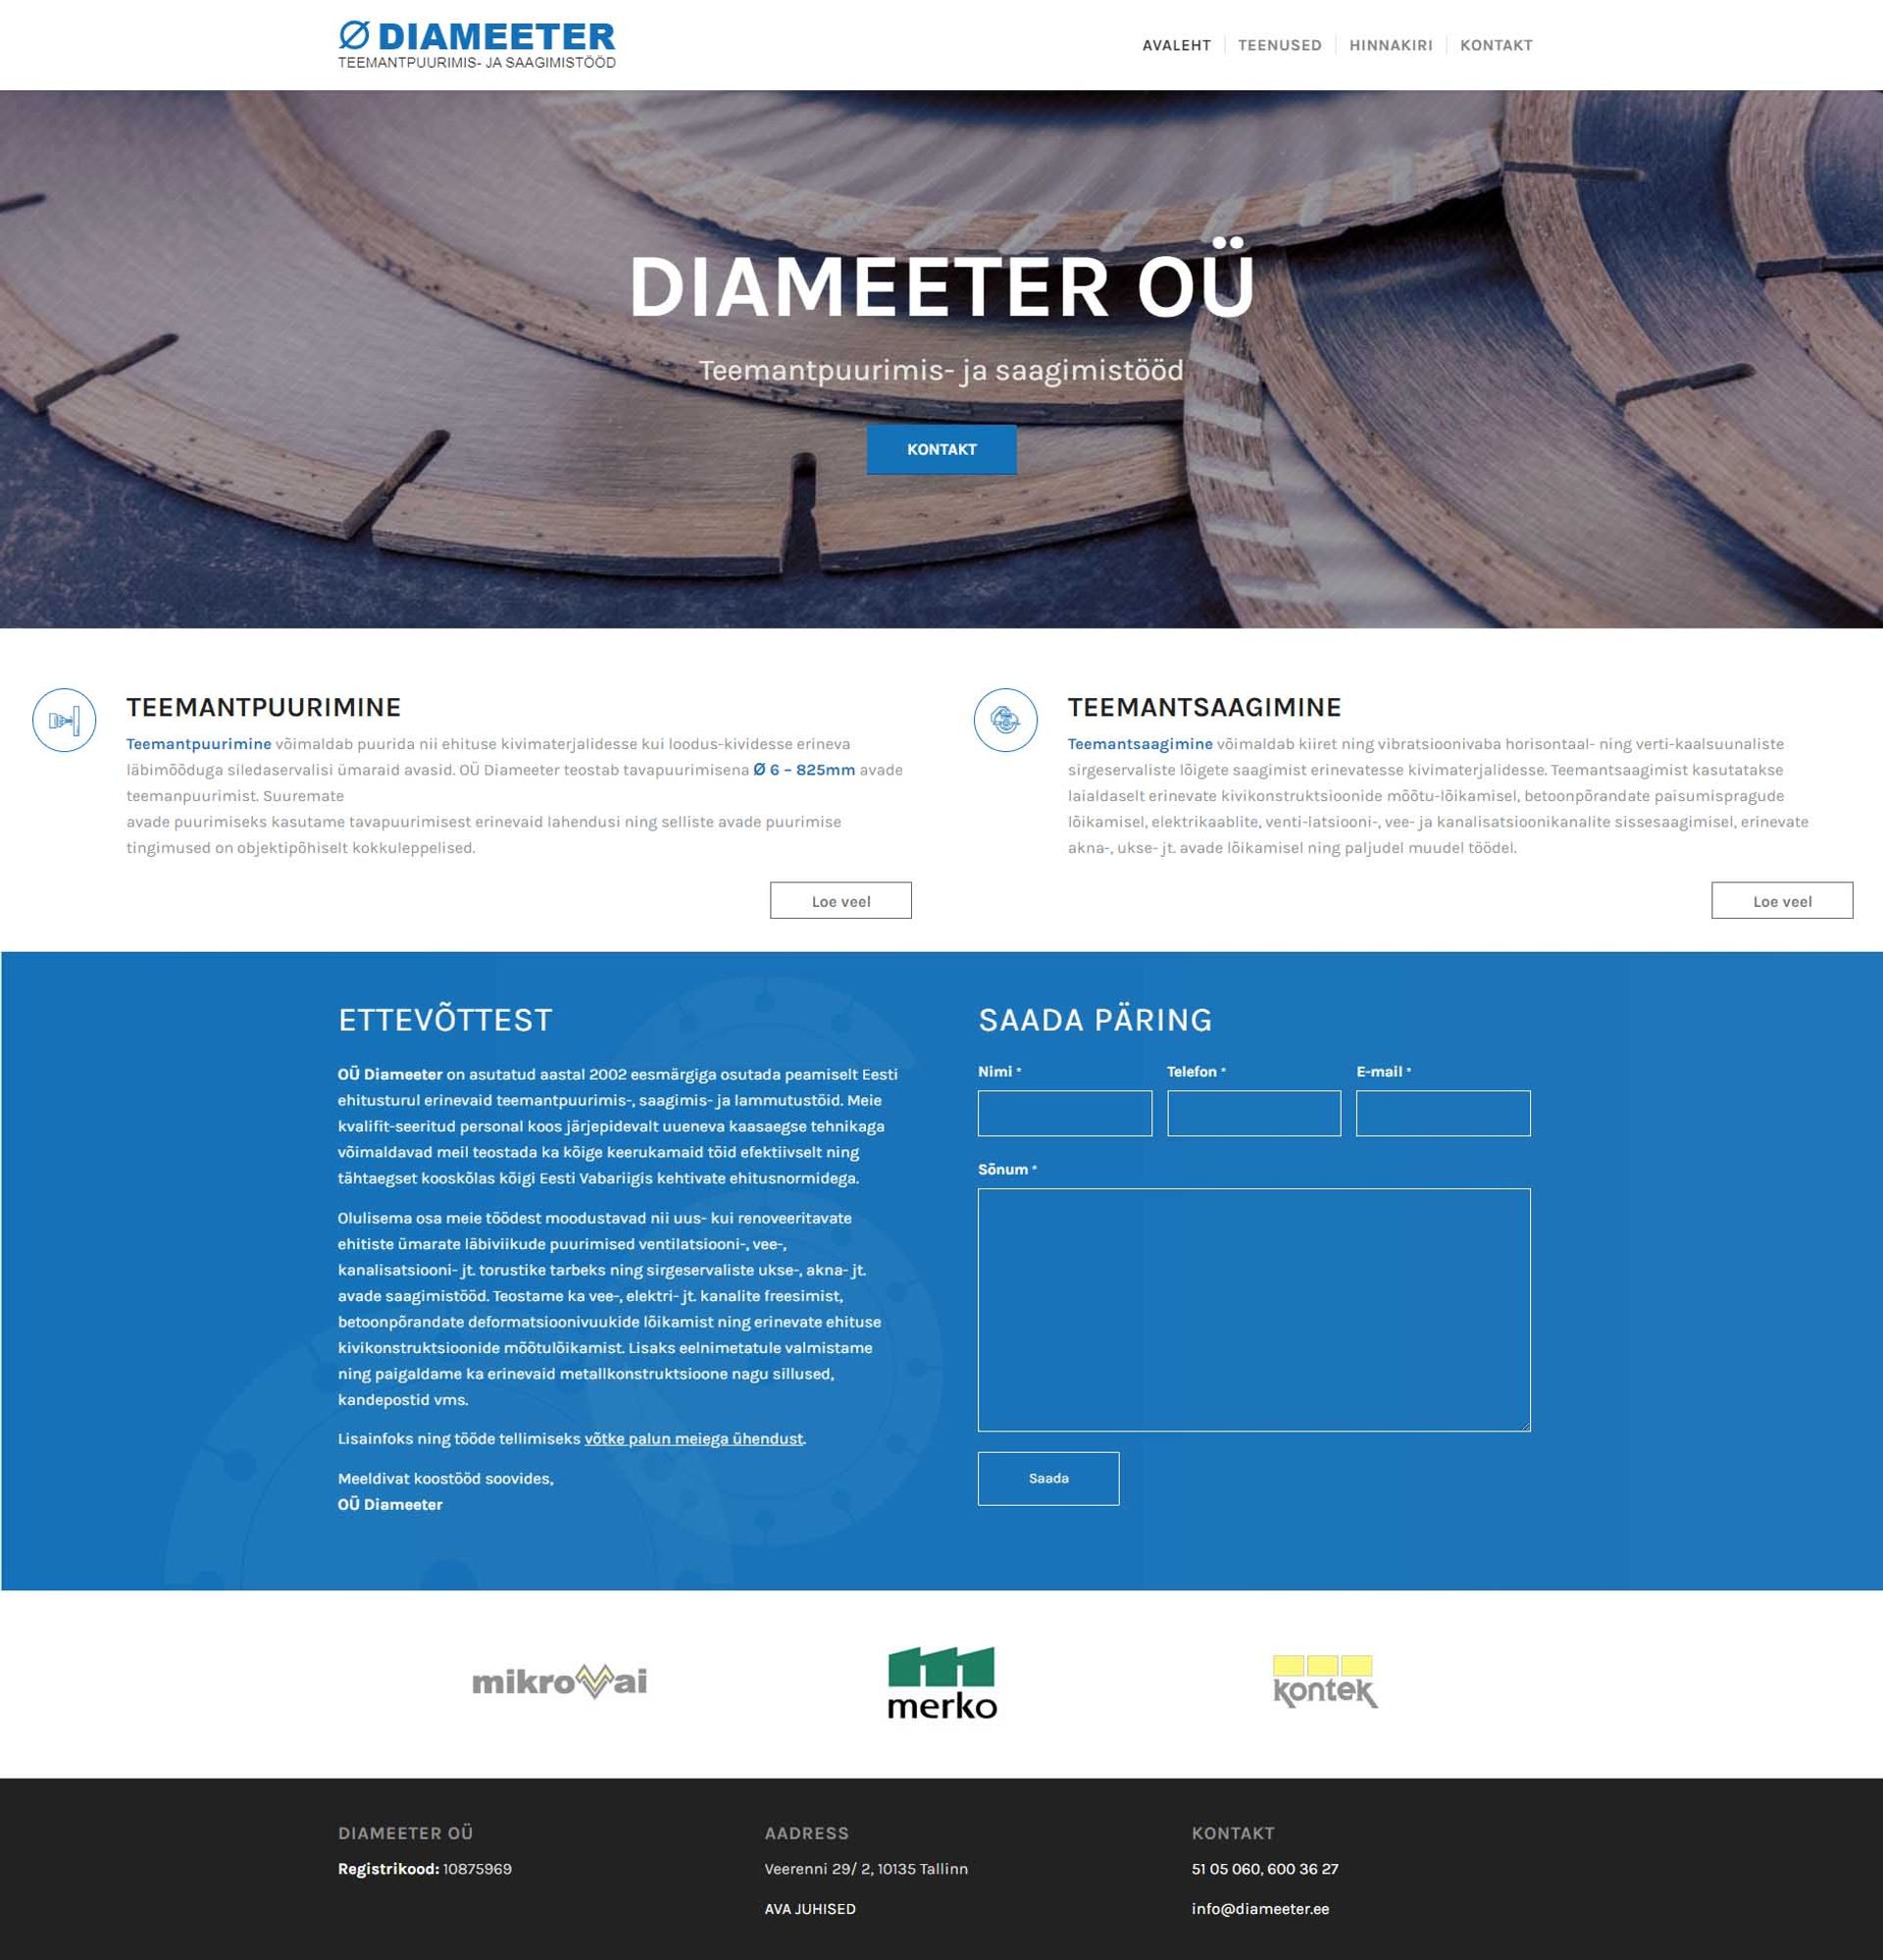 Ø DIAMEETER
TEEMANTPUURIMIS- JA SAAGIMISTÖÖD
AVALEHT
TEENUSED
HINNAKIRI
KONTAKT
DIAMEETER OÜ
Teemantpuurimis- ja saagimistööd
KONTAKT
TEEMANTPUURIMINE
Teemantpuurimine võimaldab puurida nii ehituse kivimaterjalidesse kui loodus-kividesse erineva
läbimõõduga siledaservalisi ümaraid avasid. OÜ Diameeter teostab tavapuurimisena Ø 6 – 825mm avade
teemanpuurimist. Suuremate
avade puurimiseks kasutame tavapuurimisest erinevaid lahendusi ning selliste avade puurimise
tingimused on objektipõhiselt kokkuleppelised.
Loe veel
TEEMANTSAAGIMINE
Teemantsaagimine võimaldab kiiret ning vibratsioonivaba horisontaal- ning verti-kaalsuunaliste
sirgeservaliste lõigete saagimist erinevatesse kivimaterjalidesse. Teemantsaagimist kasutatakse
laialdaselt erinevate kivikonstruktsioonide mõõtu-lõikamisel, betoonpõrandate paisumispragude
lõikamisel, elektrikaablite, venti-latsiooni-, vee- ja kanalisatsioonikanalite sissesaagimisel, erinevate
akna-, ukse- jt. avade lõikamisel ning paljudel muudel töödel.
Loe veel
ETTEVÕTTEST
OÜ Diameeter on asutatud aastal 2002 eesmärgiga osutada peamiselt Eesti
ehitusturul erinevaid teemantpuurimis-, saagimis- ja lammutustöid. Meie
kvalifit-seeritud personal koos järjepidevalt uueneva kaasaegse tehnikaga
võimaldavad meil teostada ka kõige keerukamaid töid efektiivselt ning
tähtaegset kooskõlas kõigi Eesti Vabariigis kehtivate ehitusnormidega.
Olulisema osa meie töödest moodustavad nii uus- kui renoveeritavate
ehitiste ümarate läbiviikude puurimised ventilatsiooni-, vee-,
kanalisatsiooni- jt. torustike tarbeks ning sirgeservaliste ukse-, akna- jt.
avade saagimistööd. Teostame ka vee-, elektri- jt. kanalite freesimist,
betoonpõrandate deformatsioonivuukide lõikamist ning erinevate ehituse
kivikonstruktsioonide mõõtulõikamist. Lisaks eelnimetatule valmistame
ning paigaldame ka erinevaid metallkonstruktsioone nagu sillused,
kandepostid vms.
Lisainfoks ning tööde tellimiseks võtke palun meiega ühendust.
Meeldivat koostööd soovides,
OÜ Diameeter
SAADA PÄRING
Nimi *
Telefon *
E-mail *
Sõnum *
Saada
mikrovai
merko
kontek
DIAMEETER OÜ
Registrikood: 10875969
AADRESS
Veerenni 29/ 2, 10135 Tallinn
AVA JUHISED
KONTAKT
51 05 060, 600 36 27
info@diameeter.ee